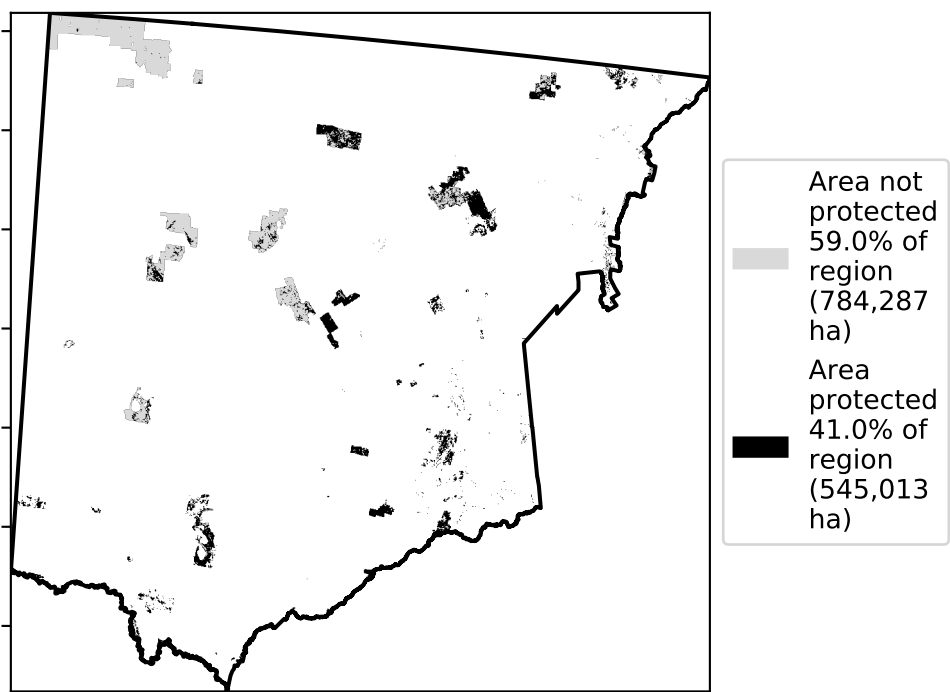 Area not
protected
59.0% of
region
(784,287
ha)
Area
protected
41.0% of
region
(545,013
ha)